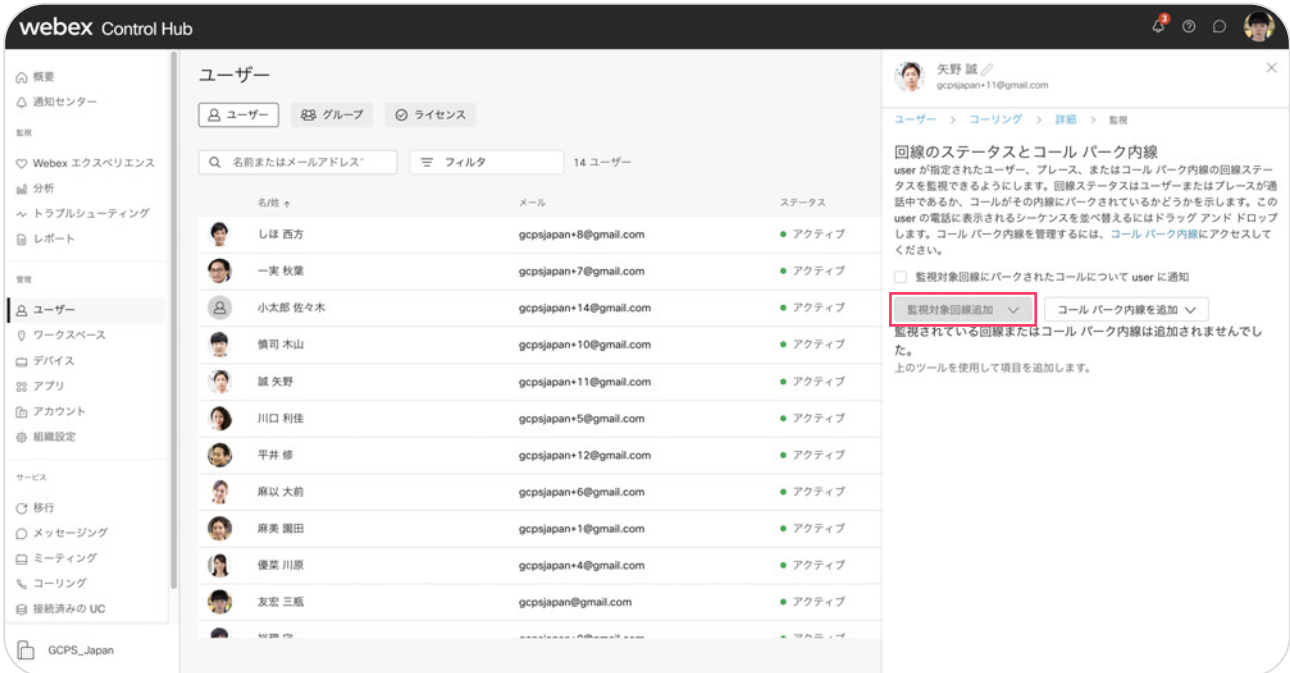 webex Control Hub
3
概要
通知センター
監視
Webex エクスペリエンス
分析
トラブルシューティング
レポート
管理
ユーザー
ワークスペース
デバイス
アプリ
アカウント
組織設定
サービス
移行
メッセージング
ミーティング
コーリング
接続済みの UC
GCPS_Japan
ユーザー
ユーザー グループ ライセンス
名前またはメールアドレス フィルタ 14 ユーザー
名/姓 メール ステータス
しほ 西方 gcpsjapan+8@gmail.com アクティブ
一実 秋葉 gcpsjapan+7@gmail.com アクティブ
小太郎 佐々木 gcpsjapan+14@gmail.com アクティブ
慎司 木山 gcpsjapan+10@gmail.com アクティブ
誠 矢野 gcpsjapan+11@gmail.com アクティブ
川口 利佳 gcpsjapan+5@gmail.com アクティブ
平井 修 gcpsjapan+12@gmail.com アクティブ
麻以 大前 gcpsjapan+6@gmail.com アクティブ
麻美 園田 gcpsjapan+1@gmail.com アクティブ
優菜 川原 gcpsjapan+4@gmail.com アクティブ
友宏 三瓶 gcpsjapan@gmail.com アクティブ
矢野 誠
gcpsjapan+11@gmail.com
ユーザー > コーリング > 詳細 > 監視
回線のステータスとコール パーク内線
user が指定されたユーザー、プレース、またはコール パーク内線の回線ステー
タスを監視できるようにします。回線ステータスはユーザーまたはプレースが通
話中であるか、コールがその内線にパークされているかどうかを示します。この
user の電話に表示されるシーケンスを並べ替えるにはドラッグ アンド ドロップ
します。コール パーク内線を管理するには、コール パーク内線にアクセスして
ください。
監視対象回線にパークされたコールについて user に通知
監視対象回線追加 コール パーク内線を追加
監視されている回線またはコール パーク内線は追加されませんでし
た。
上のツールを使用して項目を追加します。